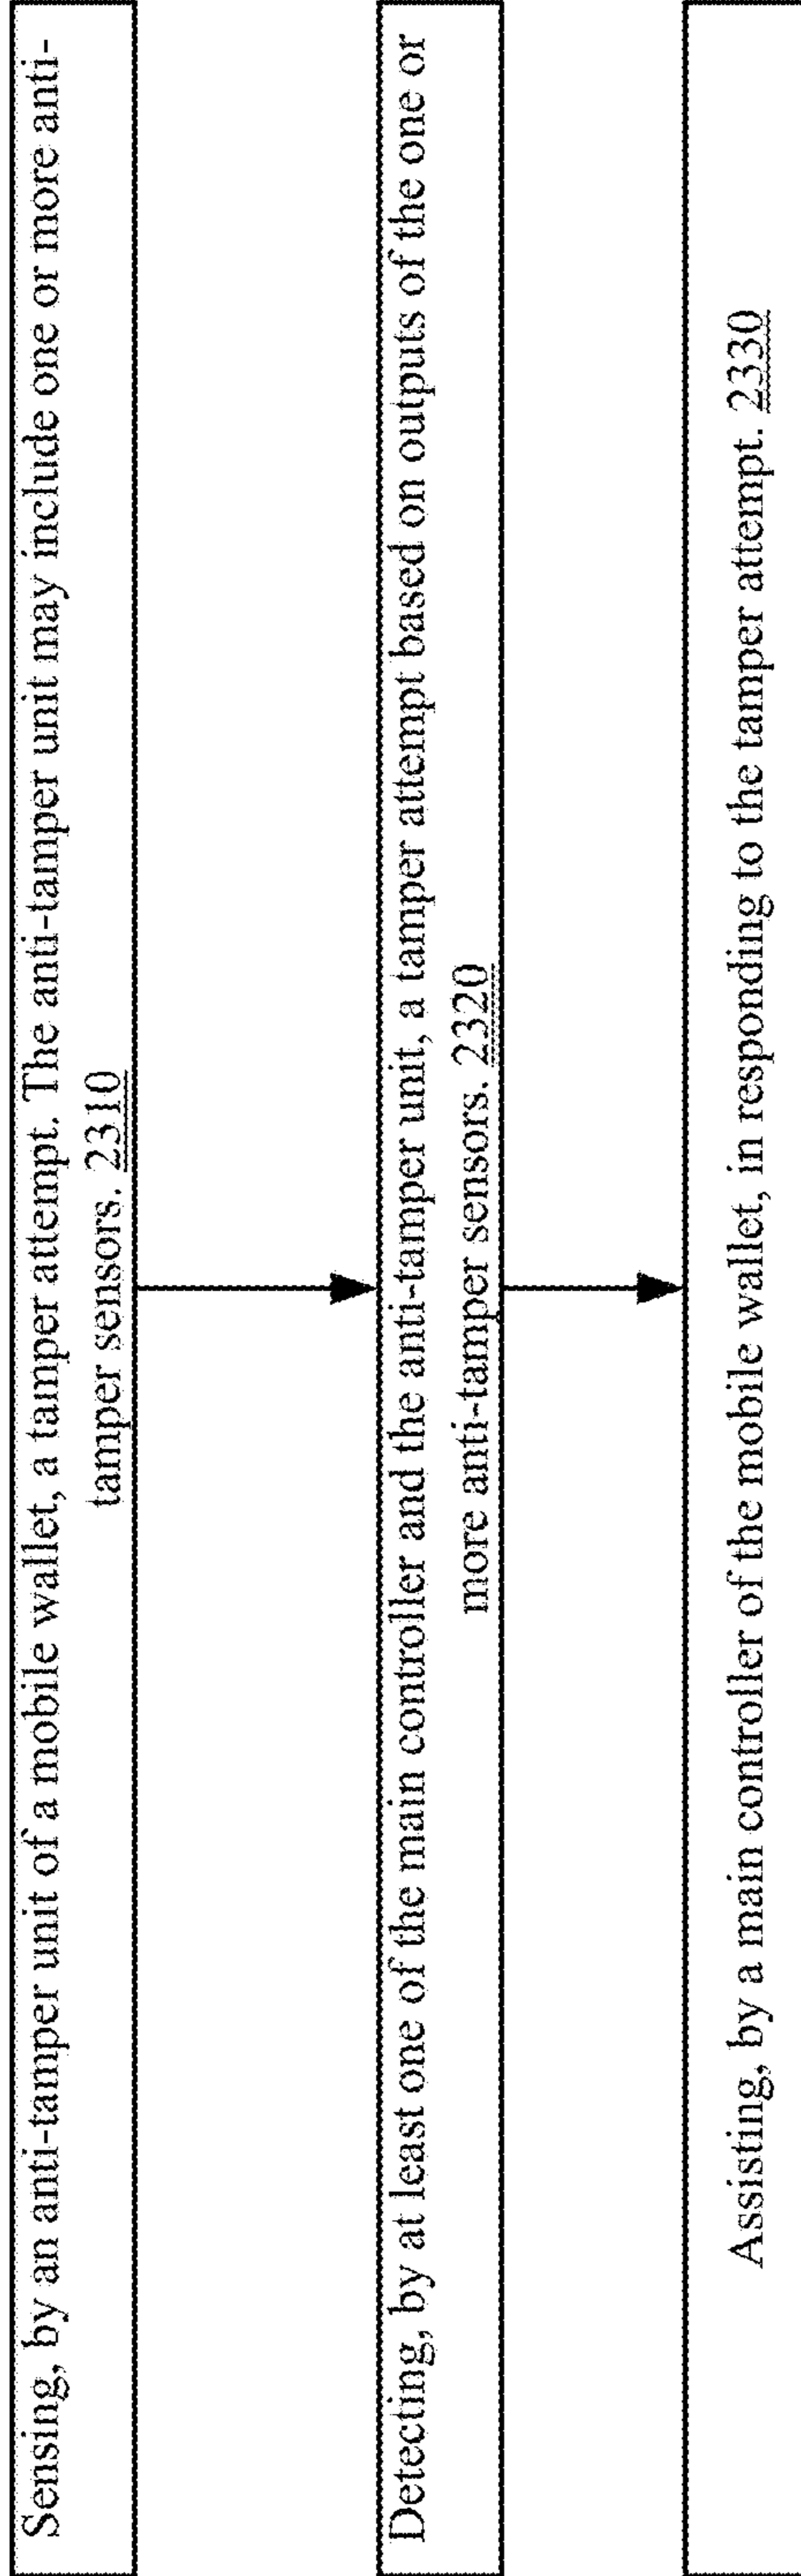 Sensing, by an anti-tamper unit of a mobile wallet, a tamper attempt. The anti-tamper unit may include one or more anti-
tamper sensors. 2310
Detecting, by at least one of the main controller and the anti-tamper unit, a tamper attempt based on outputs of the one or
more anti-tamper sensors. 2320
Assisting, by a main controller of the mobile wallet, in responding to the tamper attempt. 2330